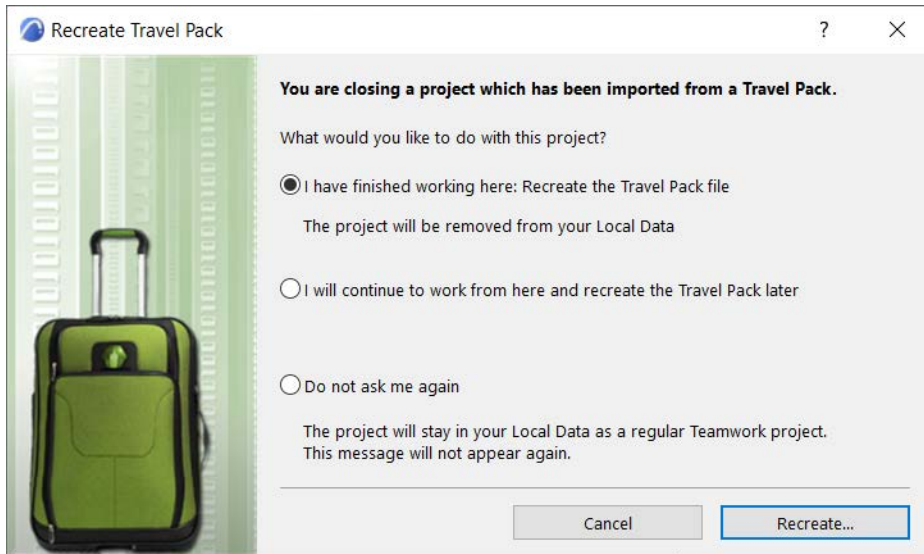 Recreate Travel Pack
?
You are closing a project which has been imported from a Travel Pack.
What would you like to do with this project?
I have finished working here: Recreate the Travel Pack file
The project will be removed from your Local Data
I will continue to work from here and recreate the Travel Pack later
Do not ask me again
The project will stay in your Local Data as a regular Teamwork project.
This message will not appear again.
Cancel
Recreate...